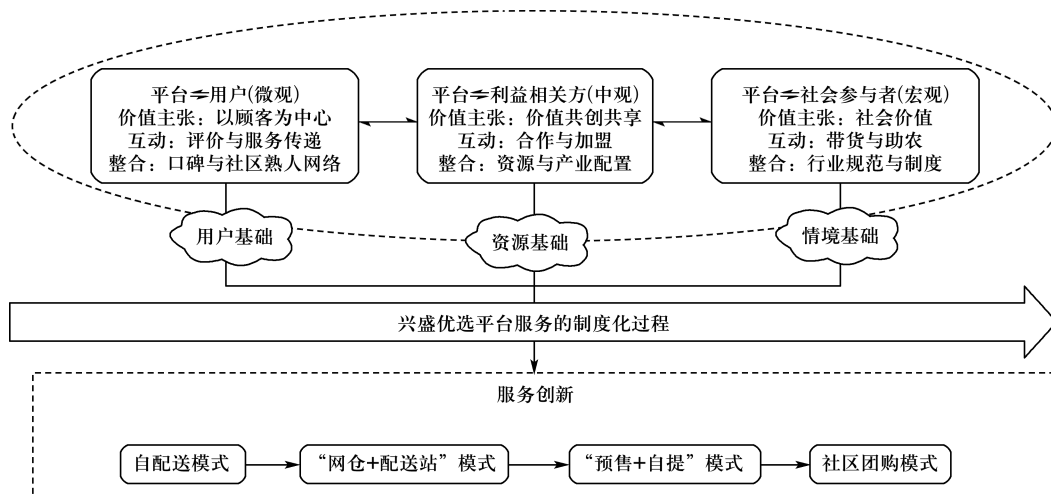 平台⇌用户(微观)
价值主张：以顾客为中心
互动：评价与服务传递
整合：口碑与社区熟人网络
平台⇌利益相关方(中观)
价值主张：价值共创共享
互动：合作与加盟
整合：资源与产业配置
平台⇌社会参与者(宏观)
价值主张：社会价值
互动：带货与助农
整合：行业规范与制度
用户基础
资源基础
情境基础
兴盛优选平台服务的制度化过程
服务创新
自配送模式
“网仓+配送站”模式
“预售+自提”模式
社区团购模式